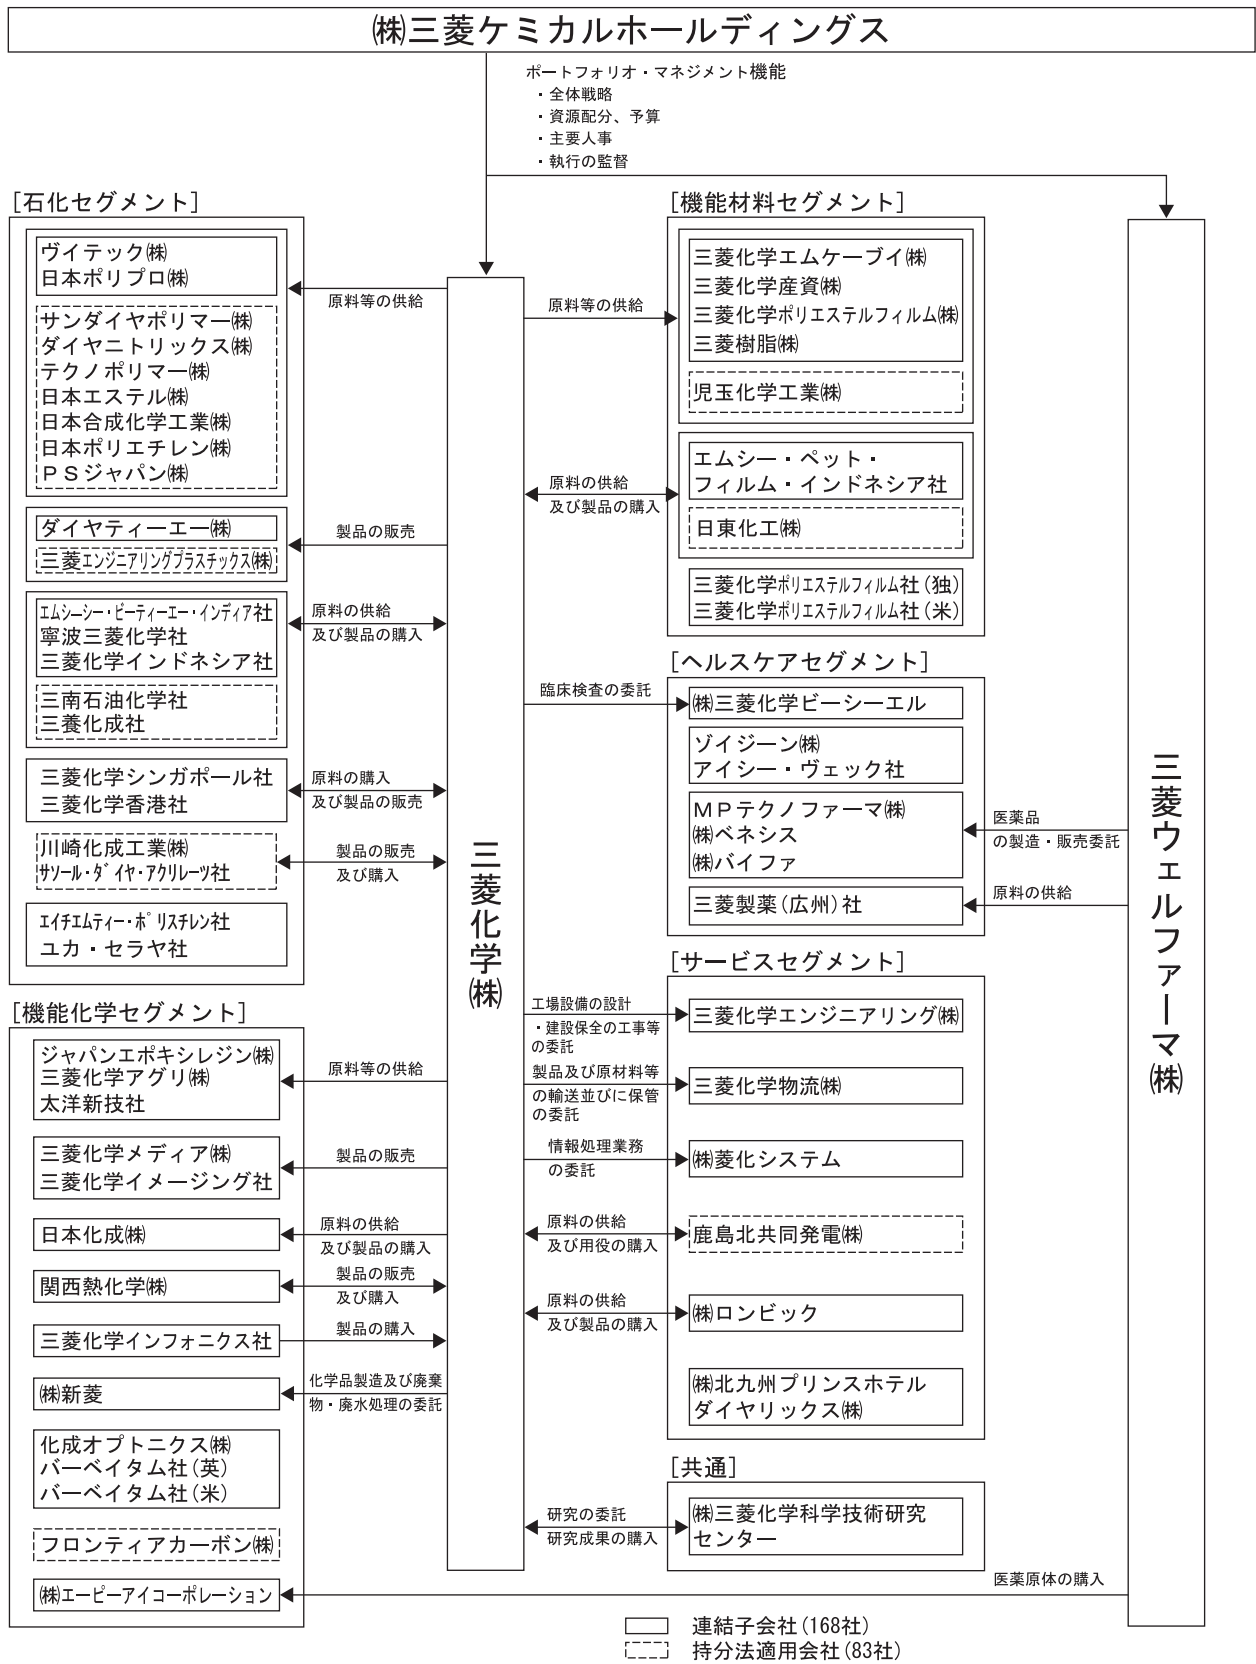 ㈱三菱ケミカルホールディングス
ポートフォリオ・マネジメント機能
・全体戦略
・資源配分、予算
・主要人事
・執行の監督
[石化セグメント]
ヴイテック㈱
日本ポリプロ㈱
サンダイヤポリマー㈱
ダイヤニトリックス㈱
テクノポリマー㈱
日本エステル㈱
日本合成化学工業㈱
日本ポリエチレン㈱
ＰＳジャパン㈱
ダイヤティーエー㈱
三菱エンジニアリングプラスチックス㈱
エムシーシー・ピーティーエー・インディア社
寧波三菱化学社
三菱化学インドネシア社
三南石油化学社
三養化成社
三菱化学シンガポール社
三菱化学香港社
川崎化成工業㈱
サソール・ダイヤ・アクリレーツ社
エイチエムティー・ポリスチレン社
ユカ・セラヤ社
原料等の供給
製品の販売
原料の供給
及び製品の購入
原料の購入
及び製品の販売
製品の販売
及び購入
[機能化学セグメント]
ジャパンエポキシレジン㈱
三菱化学アグリ㈱
太洋新技社
三菱化学メディア㈱
三菱化学イメージング社
日本化成㈱
関西熱化学㈱
三菱化学インフォニクス社
㈱新菱
化成オプトニクス㈱
バーベイタム社(英)
バーベイタム社(米)
フロンティアカーボン㈱
㈱エーピーアイコーポレーション
原料等の供給
製品の販売
原料の供給
及び製品の購入
製品の販売
及び購入
製品の購入
化学品製造及び廃棄
物・廃水処理の委託
三菱化学㈱
[機能材料セグメント]
原料等の供給
三菱化学エムケーブイ㈱
三菱化学産資㈱
三菱化学ポリエステルフィルム㈱
三菱樹脂㈱
児玉化学工業㈱
原料の供給
及び製品の購入
エムシー・ペット・
フィルム・インドネシア社
日東化工㈱
三菱化学ポリエステルフィルム社(独)
三菱化学ポリエステルフィルム社(米)
[ヘルスケアセグメント]
臨床検査の委託
㈱三菱化学ビーシーエル
ゾイジーン㈱
アイシー・ヴェック社
ＭＰテクノファーマ㈱
㈱ベネシス
㈱バイファ
三菱製薬(広州)社
医薬品
の製造・販売委託
原料の供給
[サービスセグメント]
工場設備の設計
・建設保全の工事等
の委託
三菱化学エンジニアリング㈱
製品及び原材料等
の輸送並びに保管
の委託
三菱化学物流㈱
情報処理業務
の委託
㈱菱化システム
原料の供給
及び用役の購入
鹿島北共同発電㈱
原料の供給
及び製品の購入
㈱ロンビック
㈱北九州プリンスホテル
ダイヤリックス㈱
[共通]
研究の委託
研究成果の購入
㈱三菱化学科学技術研究
センター
医薬原体の購入
三菱ウェルファーマ㈱
連結子会社(168社)
持分法適用会社(83社)